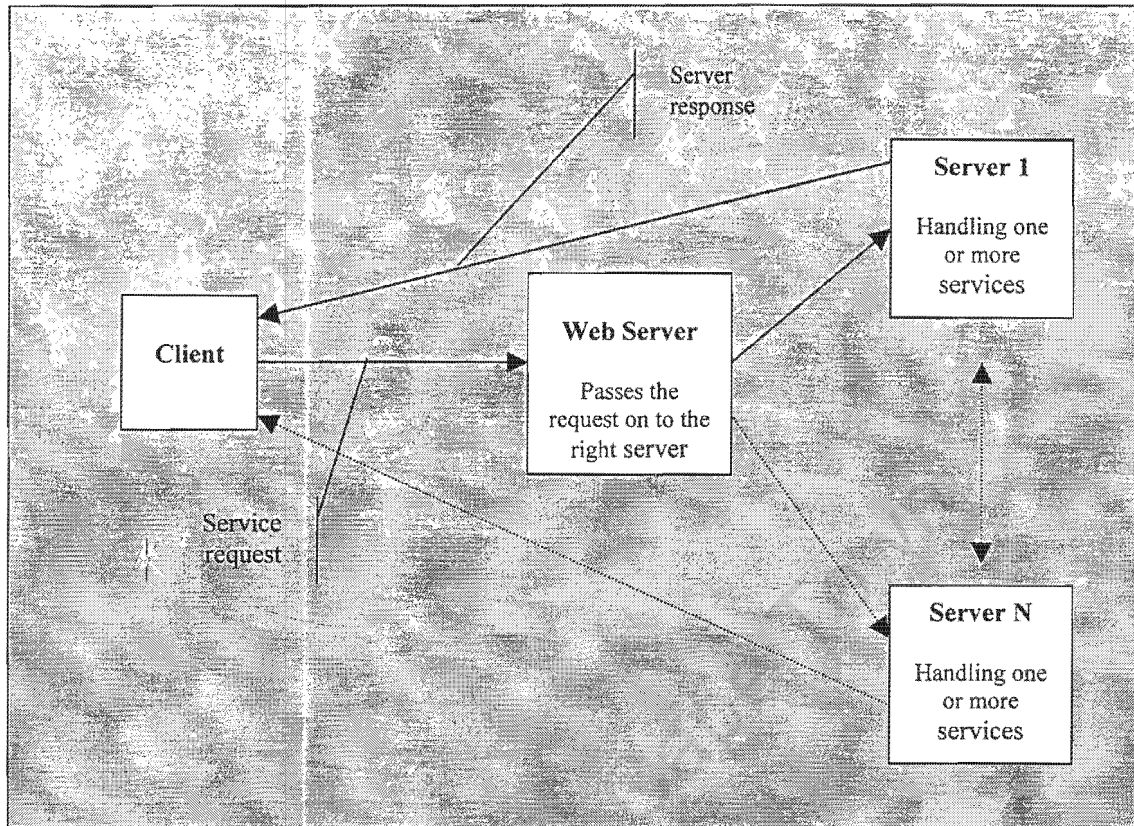 Server
response
Server 1
Handling one
or more
services
Client
Web Server
Passes the
request on to the
right server
Service
request
Server N
Handling one
or more
services